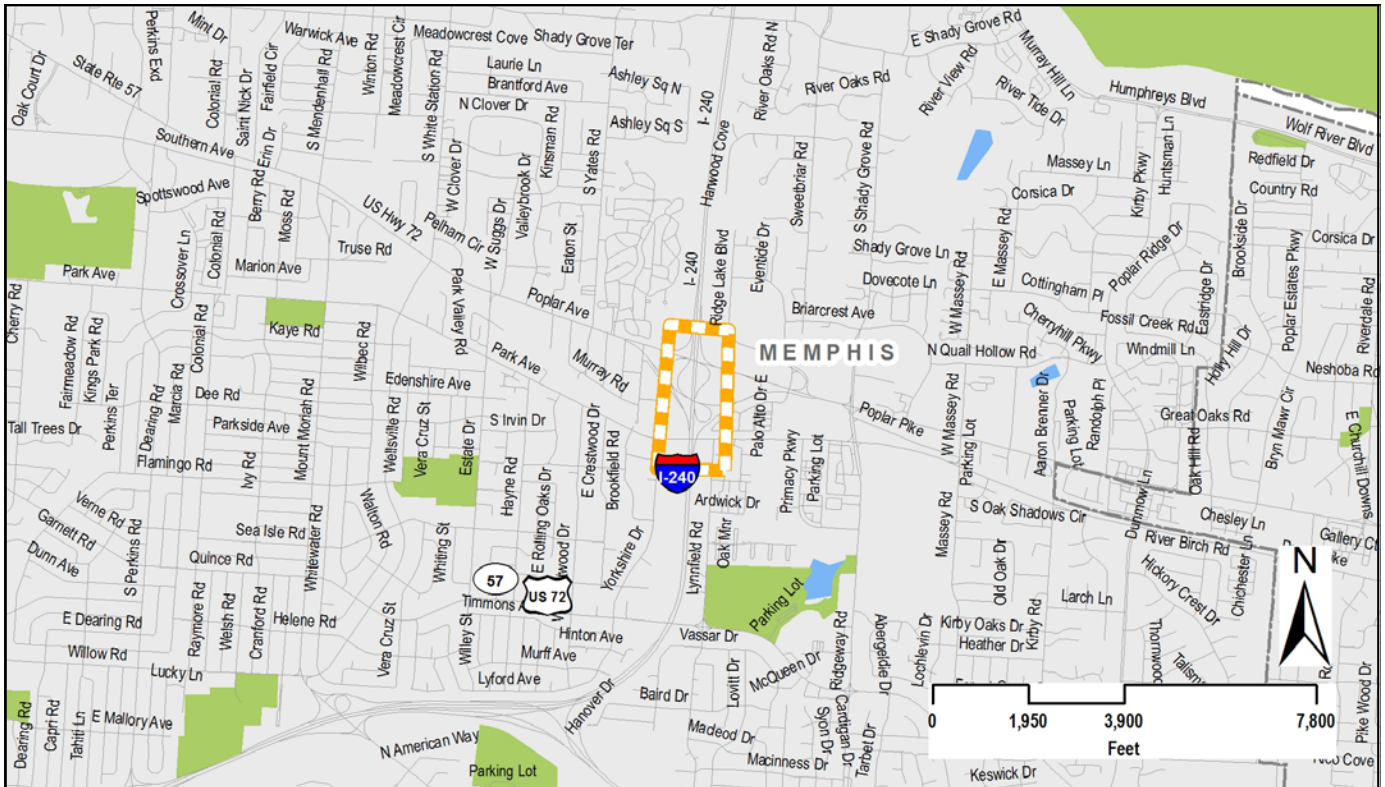 Perkins Exd
Mint Dr
Warwick Ave
Winton Rd
Meadowcrest Cir
Meadowcrest Cove
Shady Grove Ter
E Shady Grove Rd
Oak Court Dr
State Rte 57
Colonial Rd
Saint Nick Dr
Fairfield Cir
S Mendenhall Rd
S White Station Rd
Laurie Ln
Brantford Ave
Ashley Sq N
I- 240
River Oaks Rd N
River Oaks Rd
River View Rd
Murray Hill Ln
River Tide Dr
Humphreys Blvd
Wolf River Blvd
N Clover Dr
Ashley Sq S
Southern Ave
Erin Dr
Kinsman Rd
S Yates Rd
Harwood Cove
Sweetbriar Rd
S Shady Grove Rd
Massey Ln
Kirby Pkwy
Huntsman Ln
Redfield Dr
Country Rd
Spottswood Ave
Berry Rd
Moss Rd
US Hwy 72
W Clover Dr
Valleybrook Dr
Corsica Dr
Pelham Cir
W Suggs Dr
Eaton St
Truse Rd
Crossover Ln
Colonial Rd
Marion Ave
Park Ave
I- 240
Ridge Lake Blvd
Eventide Dr
Shady Grove Ln
Dovecote Ln
W Massey Rd
E Massey Rd
Cottingham Pl
Poplar Ridge Dr
Eastridge Dr
Brookside Dr
Poplar Estates Pkwy
Corsica Dr
Riverdale Rd
Cherry Rd
Kaye Rd
Park Valley Rd
Poplar Ave
Briarcrest Ave
Cherryhill Pkwy
Fossil Creek Rd
Windmill Ln
Holly Hill Dr
Neshoba Rd
Fairmeadow Rd
Kings Park Rd
Colonial Rd
Wilbec Rd
Park Ave
Murray Rd
MEMPHIS
N Quail Hollow Rd
Perkins Ter
Dearing Rd
Marcia Rd
Dee Rd
Edenshire Ave
Mount Moriah Rd
Wellsville Rd
Vera Cruz St
Estate Dr
S Irvin Dr
E Crestwood Dr
Brookfield Rd
Palo Alto Dr E
Poplar Pike
W Massey Rd
Parking Lot
Aaron Brenner Dr
Parking Lot
Randolph Pl
Great Oaks Rd
Oak Hill Rd
Bryn Mawr Cir
E Churchill Downs
Tall Trees Dr
Parkside Ave
Flamingo Rd
Ivy Rd
Hayne Rd
E Rolling Oaks Dr
I-240
Primacy Pkwy
Parking Lot
Ardwick Dr
Verne Rd
Garnett Rd
Dunn Ave
S Perkins Rd
Sea Isle Rd
Quince Rd
Whitewater Rd
Walton Rd
Whiting St
Yorkshire Dr
Lynnfield Rd
Oak Mnr
Massey Rd
S Oak Shadows Cir
Dunmow Ln
Chesley Ln
River Birch Rd
Gallery Ct
57
US 72
Timmons
Parking Lot
Old Oak Dr
Larch Ln
Hickory Crest Dr
Chichester Ln
N
E Dearing Rd
Raymore Rd
Welsh Rd
Cranford Rd
Helene Rd
Vera Cruz St
Willey St
Hinton Ave
Vassar Dr
Ridgeway Rd
Abergeldie Dr
Lochlevin Dr
Kirby Oaks Dr
Heather Dr
Kirby Rd
Thornwood
Willow Rd
Lucky Ln
Murff Ave
Lyford Ave
McQueen Dr
Hanover Dr
Baird Dr
Lovitt Dr
Cardigan Dr
Syon Dr
Tarbet Dr
Dearing Rd
Capri Rd
Tahiti Ln
E Mallory Ave
N American Way
Macleod Dr
Macinness Dr
Parking Lot
Keswick Dr
Pike Wood Dr
0 1,950 3,900 7,800
Feet